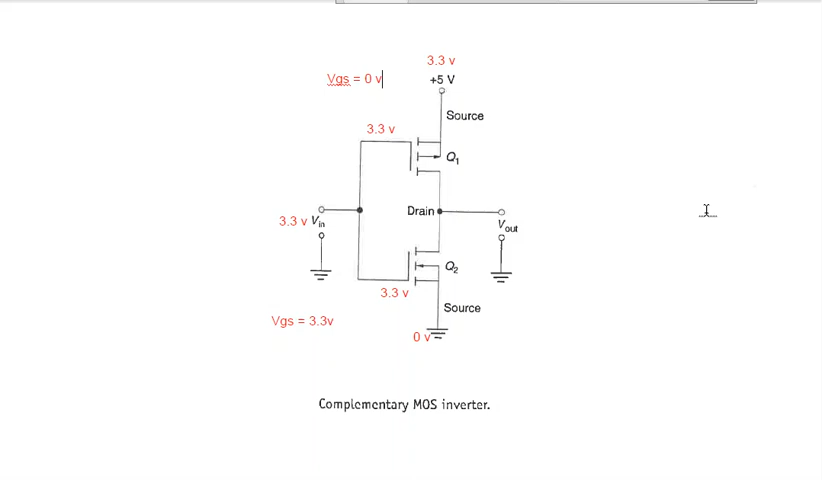 3.3 v
Vgs = 0 v
+5 V
Source
3.3 v
Q1
Drain
3.3 v Vin
Vout
Q2
3.3 v
Source
Vgs = 3.3v
0 v
Complementary MOS inverter.